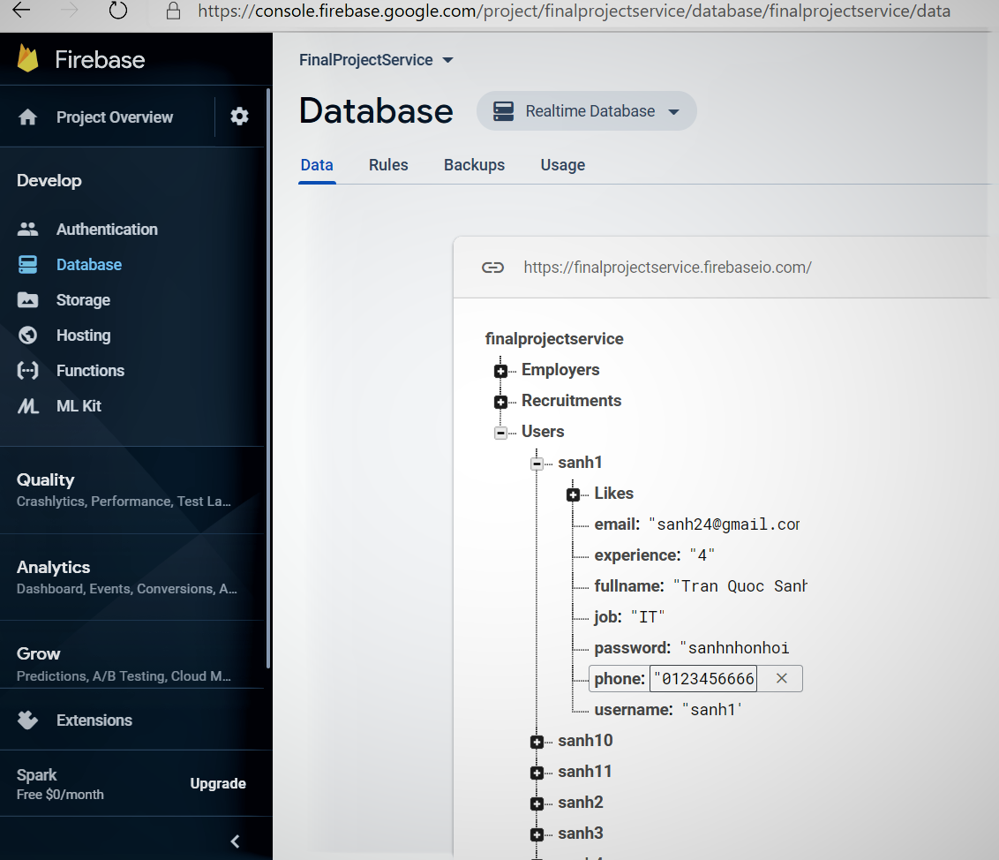 https://console.firebase.google.com/project/finalprojectservice/database/finalprojectservice/data
Firebase
Project Overview
Develop
Authentication
Database
Storage
Hosting
Functions
ML Kit
Quality
Crashlytics, Performance, Test La...
Analytics
Dashboard, Events, Conversions, A...
Grow
Predictions, A/B Testing, Cloud M...
Extensions
Spark
Free $0/month
Upgrade
FinalProjectService
Database
Realtime Database
Data Rules Backups Usage
https://finalprojectservice.firebaseio.com/
finalprojectservice
Employers
Recruitments
Users
sanh1
Likes
email: "sanh24@gmail.com
experience: "4"
fullname: "Tran Quoc Sanh
job: "IT"
password: "sanhnhonhoi
phone: "0123456666
username: "sanh1'
sanh10
sanh11
sanh2
sanh3